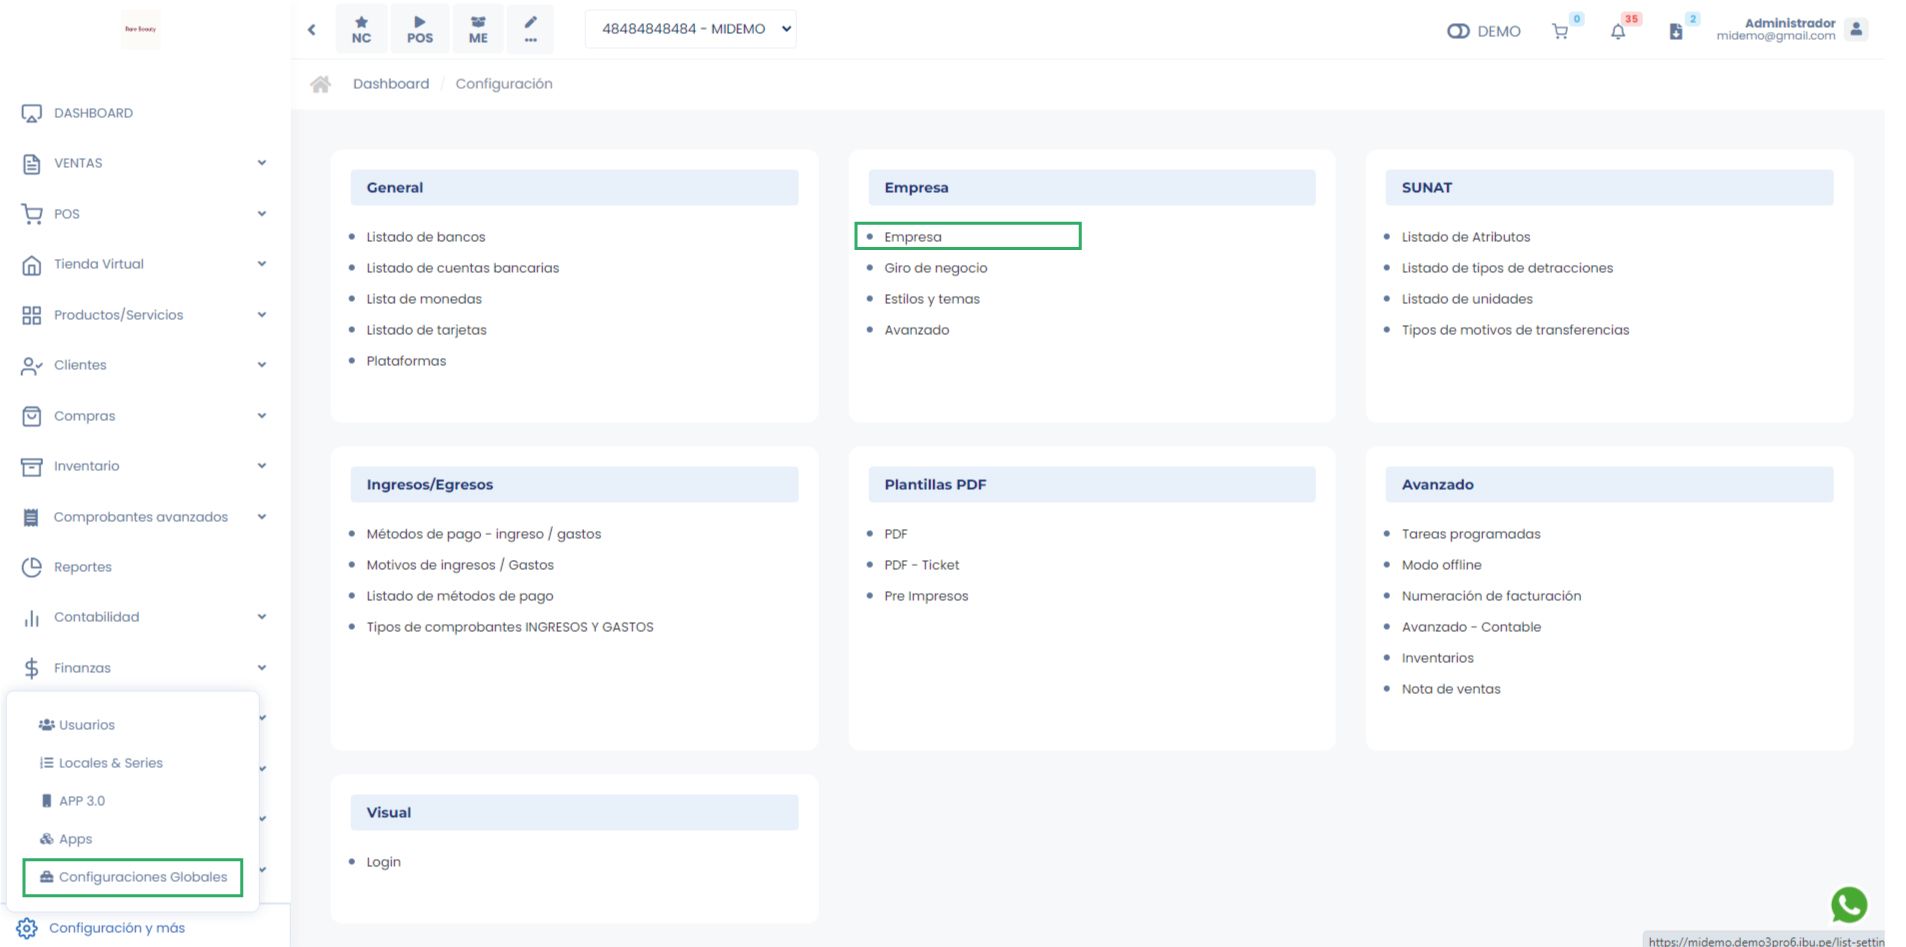 Rare Beauty
NC
POS
ME
...
48484848484 - MIDEMO
DEMO
0
35
2
Administrador
midemo@gmail.com
Dashboard / Configuración
DASHBOARD
VENTAS
POS
Tienda Virtual
Productos/Servicios
Clientes
Compras
Inventario
Comprobantes avanzados
Reportes
Contabilidad
Finanzas
Usuarios
Locales & Series
APP 3.0
Apps
Configuraciones Globales
Configuración y más
General
Listado de bancos
Listado de cuentas bancarias
Lista de monedas
Listado de tarjetas
Plataformas
Empresa
Empresa
Giro de negocio
Estilos y temas
Avanzado
SUNAT
Listado de Atributos
Listado de tipos de detracciones
Listado de unidades
Tipos de motivos de transferencias
Ingresos/Egresos
Métodos de pago - ingreso / gastos
Motivos de ingresos / Gastos
Listado de métodos de pago
Tipos de comprobantes INGRESOS Y GASTOS
Plantillas PDF
PDF
PDF - Ticket
Pre Impresos
Avanzado
Tareas programadas
Modo offline
Numeración de facturación
Avanzado - Contable
Inventarios
Nota de ventas
Visual
Login
https://midemo.demo3pro6.ibu.pe/list-settin